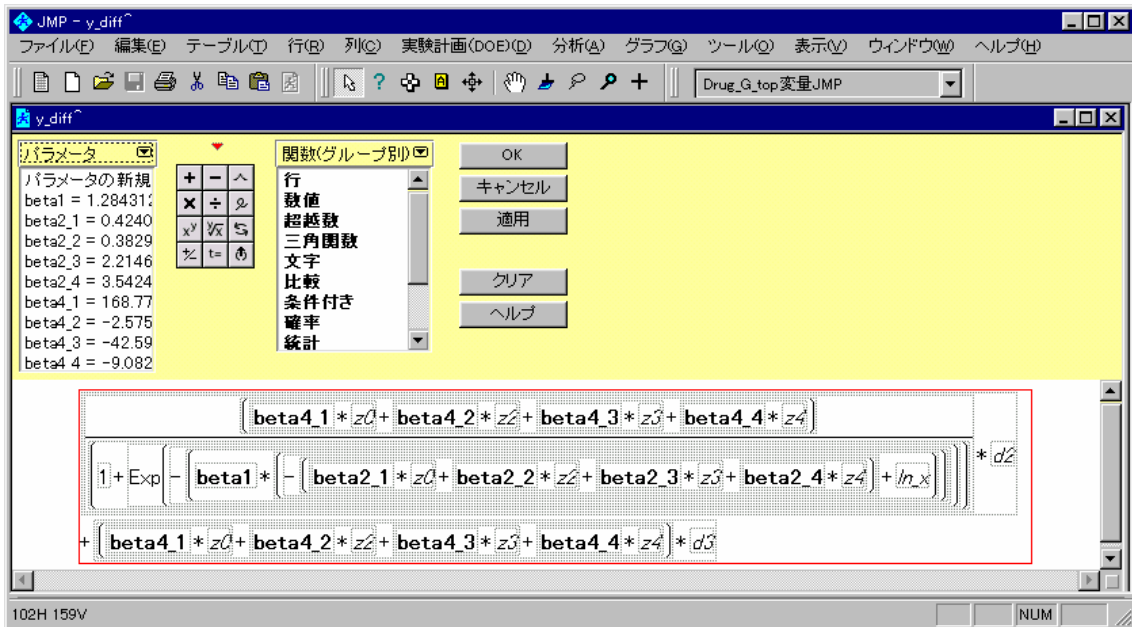 JMP - y_diff^
ファイル(F) 編集(E) テーブル(T) 行(R) 列(C) 実験計画(DOE)(D) 分析(A) グラフ(G) ツール(O) 表示(V) ウィンドウ(W) ヘルプ(H)
Drug_G_top変量JMP
y_diff^
パラメータ
パラメータの新規
beta1 = 1.284312
beta2_1 = 0.4240
beta2_2 = 0.3829
beta2_3 = 2.2146
beta2_4 = 3.5424
beta4_1 = 168.77
beta4_2 = -2.575
beta4_3 = -42.59
beta4_4 = -9.082
+ - ^
× ÷
x^y y√x
+/- t=
関数(グループ別)
行
数値
超越数
三角関数
文字
比較
条件付き
確率
統計
OK
キャンセル
適用
クリア
ヘルプ
(beta4_1 * z0 + beta4_2 * z2 + beta4_3 * z3 + beta4_4 * z4)
(1 + Exp(-(beta1 * (-(beta2_1 * z0 + beta2_2 * z2 + beta2_3 * z3 + beta2_4 * z4) + ln_x)))) * d2
+ (beta4_1 * z0 + beta4_2 * z2 + beta4_3 * z3 + beta4_4 * z4) * d3
102H 159V NUM